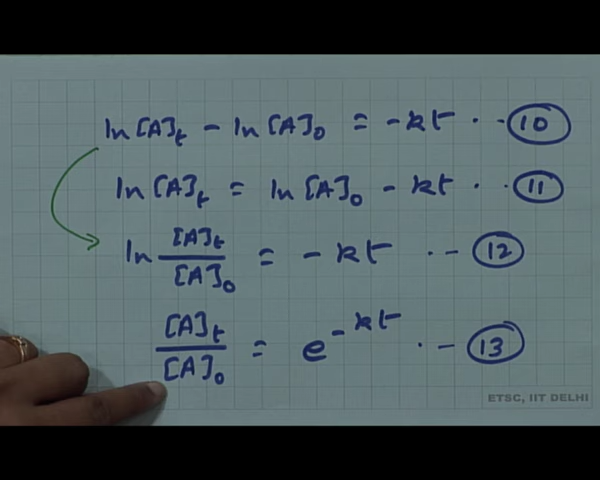 ln [A]t - ln [A]0 = - kt . - 10
ln [A]t = ln [A]0 - kt . . 11
ln [A]t/[A]0 = - kt . - 12
[A]t/[A]0 = e^-kt . - 13
ETSC, IIT DELHI